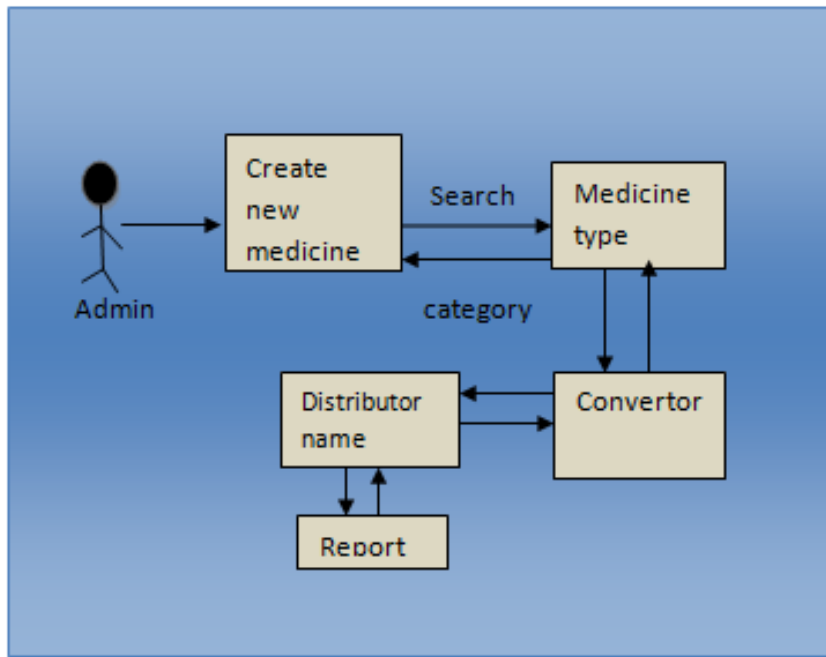 Create
new
medicine
Search
Medicine
type
Admin
category
Distributor
name
Convertor
Report